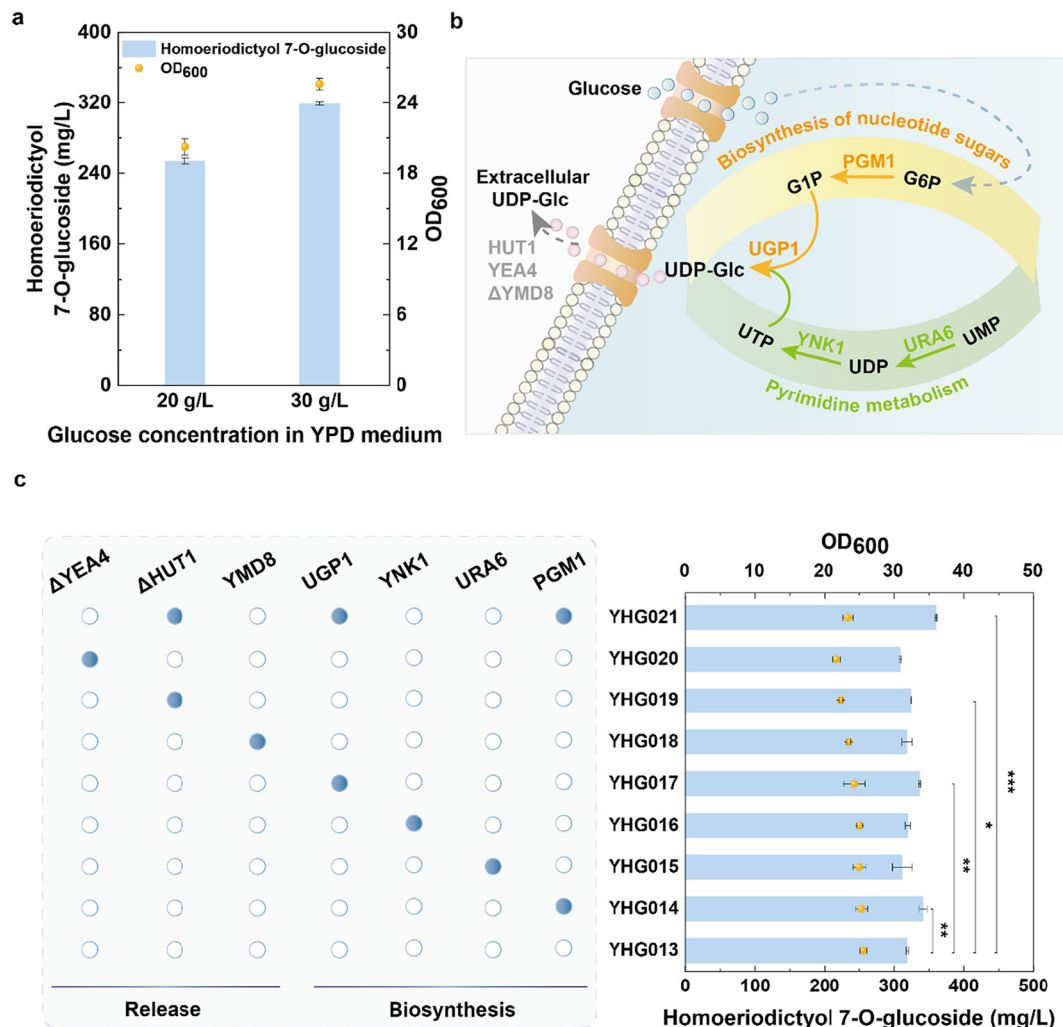 a
400
320
240
160
80
0
Homoeriodictyol
7-O-glucoside (mg/L)
Homoeriodictyol 7-O-glucoside
OD600
30
24
18
12
6
0
OD600
20 g/L
30 g/L
Glucose concentration in YPD medium
b
Glucose
Biosynthesis of nucleotide sugars
PGM1
G1P
G6P
Extracellular
UDP-Glc
HUT1
YEA4
ΔYMD8
UGP1
UDP-Glc
UTP
YNK1
UDP
URA6
UMP
Pyrimidine metabolism
c
ΔYEA4
ΔHUT1
YMD8
UGP1
YNK1
URA6
PGM1
Release
Biosynthesis
OD600
0 10 20 30 40 50
YHG021
YHG020
YHG019
YHG018
YHG017
YHG016
YHG015
YHG014
YHG013
**
**
*
***
0 100 200 300 400 500
Homoeriodictyol 7-O-glucoside (mg/L)